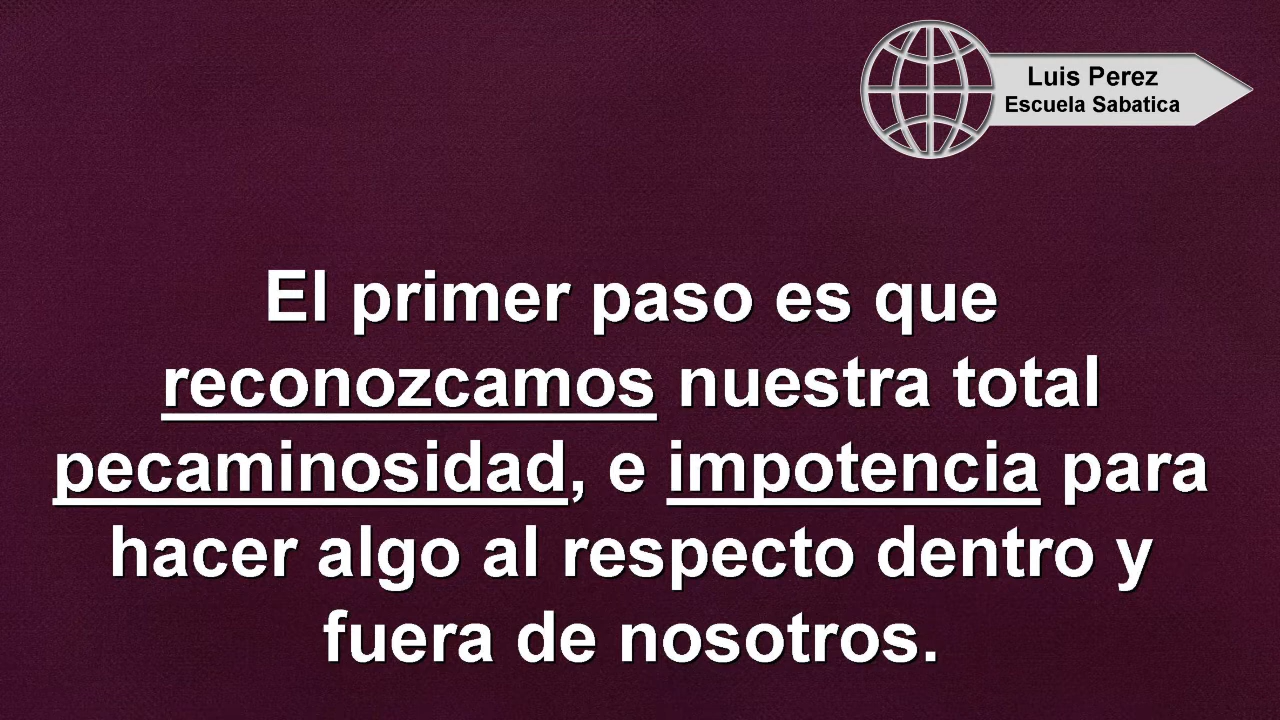 Luis Perez
Escuela Sabatica
El primer paso es que
reconozcamos nuestra total
pecaminosidad, e impotencia para
hacer algo al respecto dentro y
fuera de nosotros.